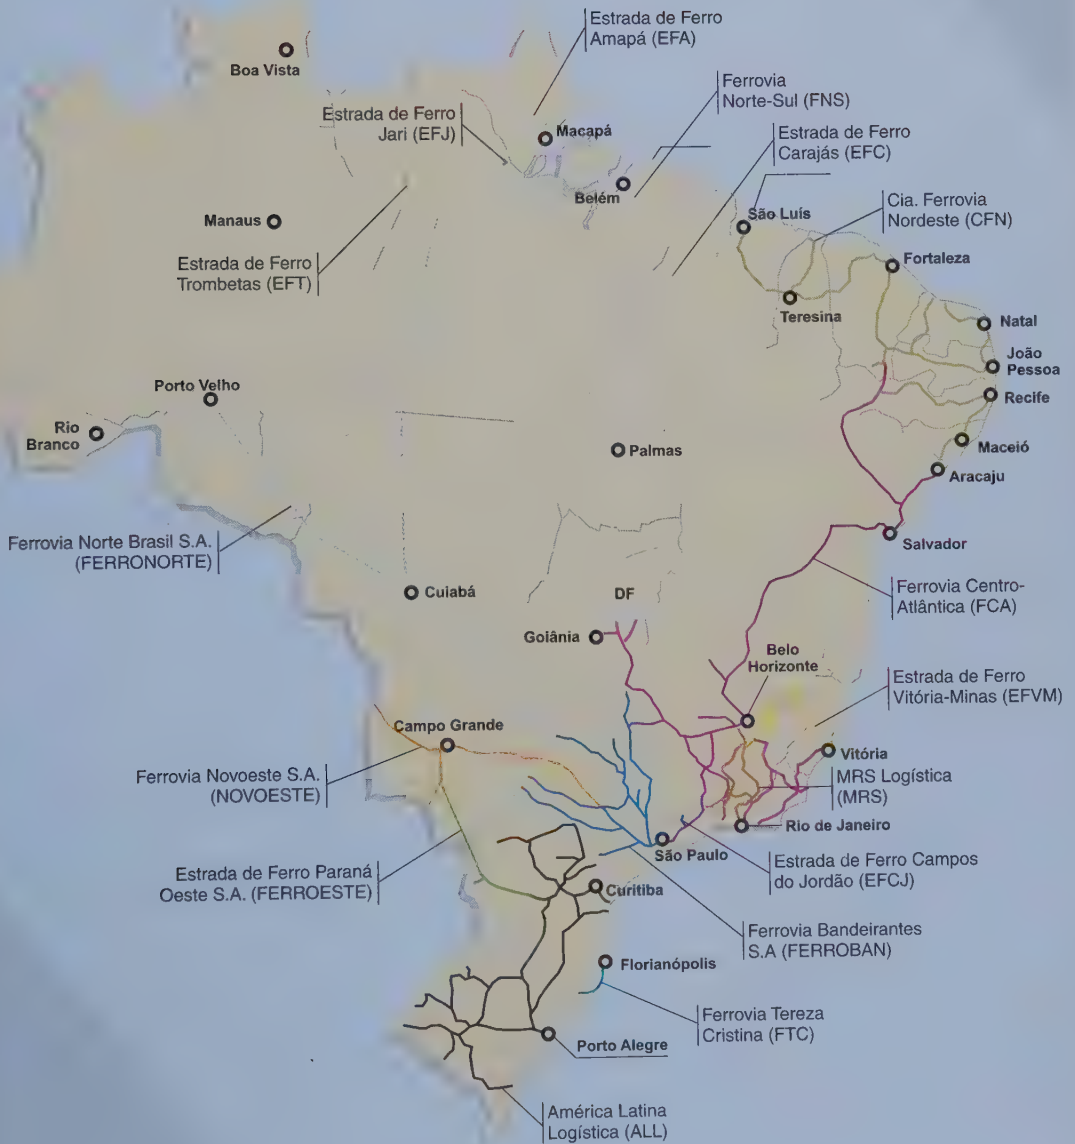 Estrada de Ferro
Amapá (EFA)
Boa Vista
Ferrovia
Norte-Sul (FNS)
Estrada de Ferro
Jari (EFJ)
Macapá
Estrada de Ferro
Carajás (EFC)
Belém
São Luís
Cia. Ferrovia
Nordeste (CFN)
Manaus
Estrada de Ferro
Trombetas (EFT)
Fortaleza
Teresina
Natal
João
Pessoa
Porto Velho
Recife
Rio
Branco
Maceió
Palmas
Aracaju
Ferrovia Norte Brasil S.A.
(FERRONORTE)
Salvador
Cuiabá
DF
Ferrovia Centro-
Atlântica (FCA)
Goiânia
Belo
Horizonte
Estrada de Ferro
Vitória-Minas (EFVM)
Campo Grande
Vitória
Ferrovia Novoeste S.A.
(NOVOESTE)
MRS Logística
(MRS)
Rio de Janeiro
São Paulo
Estrada de Ferro Campos
do Jordão (EFCJ)
Estrada de Ferro Paraná
Oeste S.A. (FERROESTE)
Curitiba
Ferrovia Bandeirantes
S.A (FERROBAN)
Florianópolis
Ferrovia Tereza
Cristina (FTC)
Porto Alegre
América Latina
Logística (ALL)